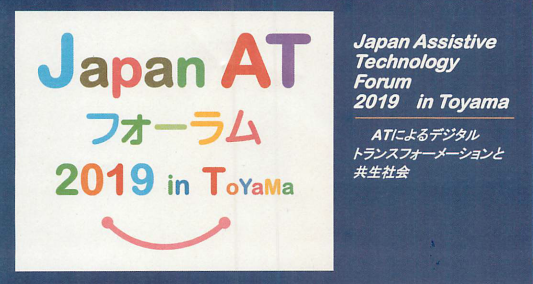 Japan AT
フォーラム
2019 in ToYaMa
Japan Assistive
Technology
Forum
2019 in Toyama
ATによるデジタル
トランスフォーメーションと
共生社会